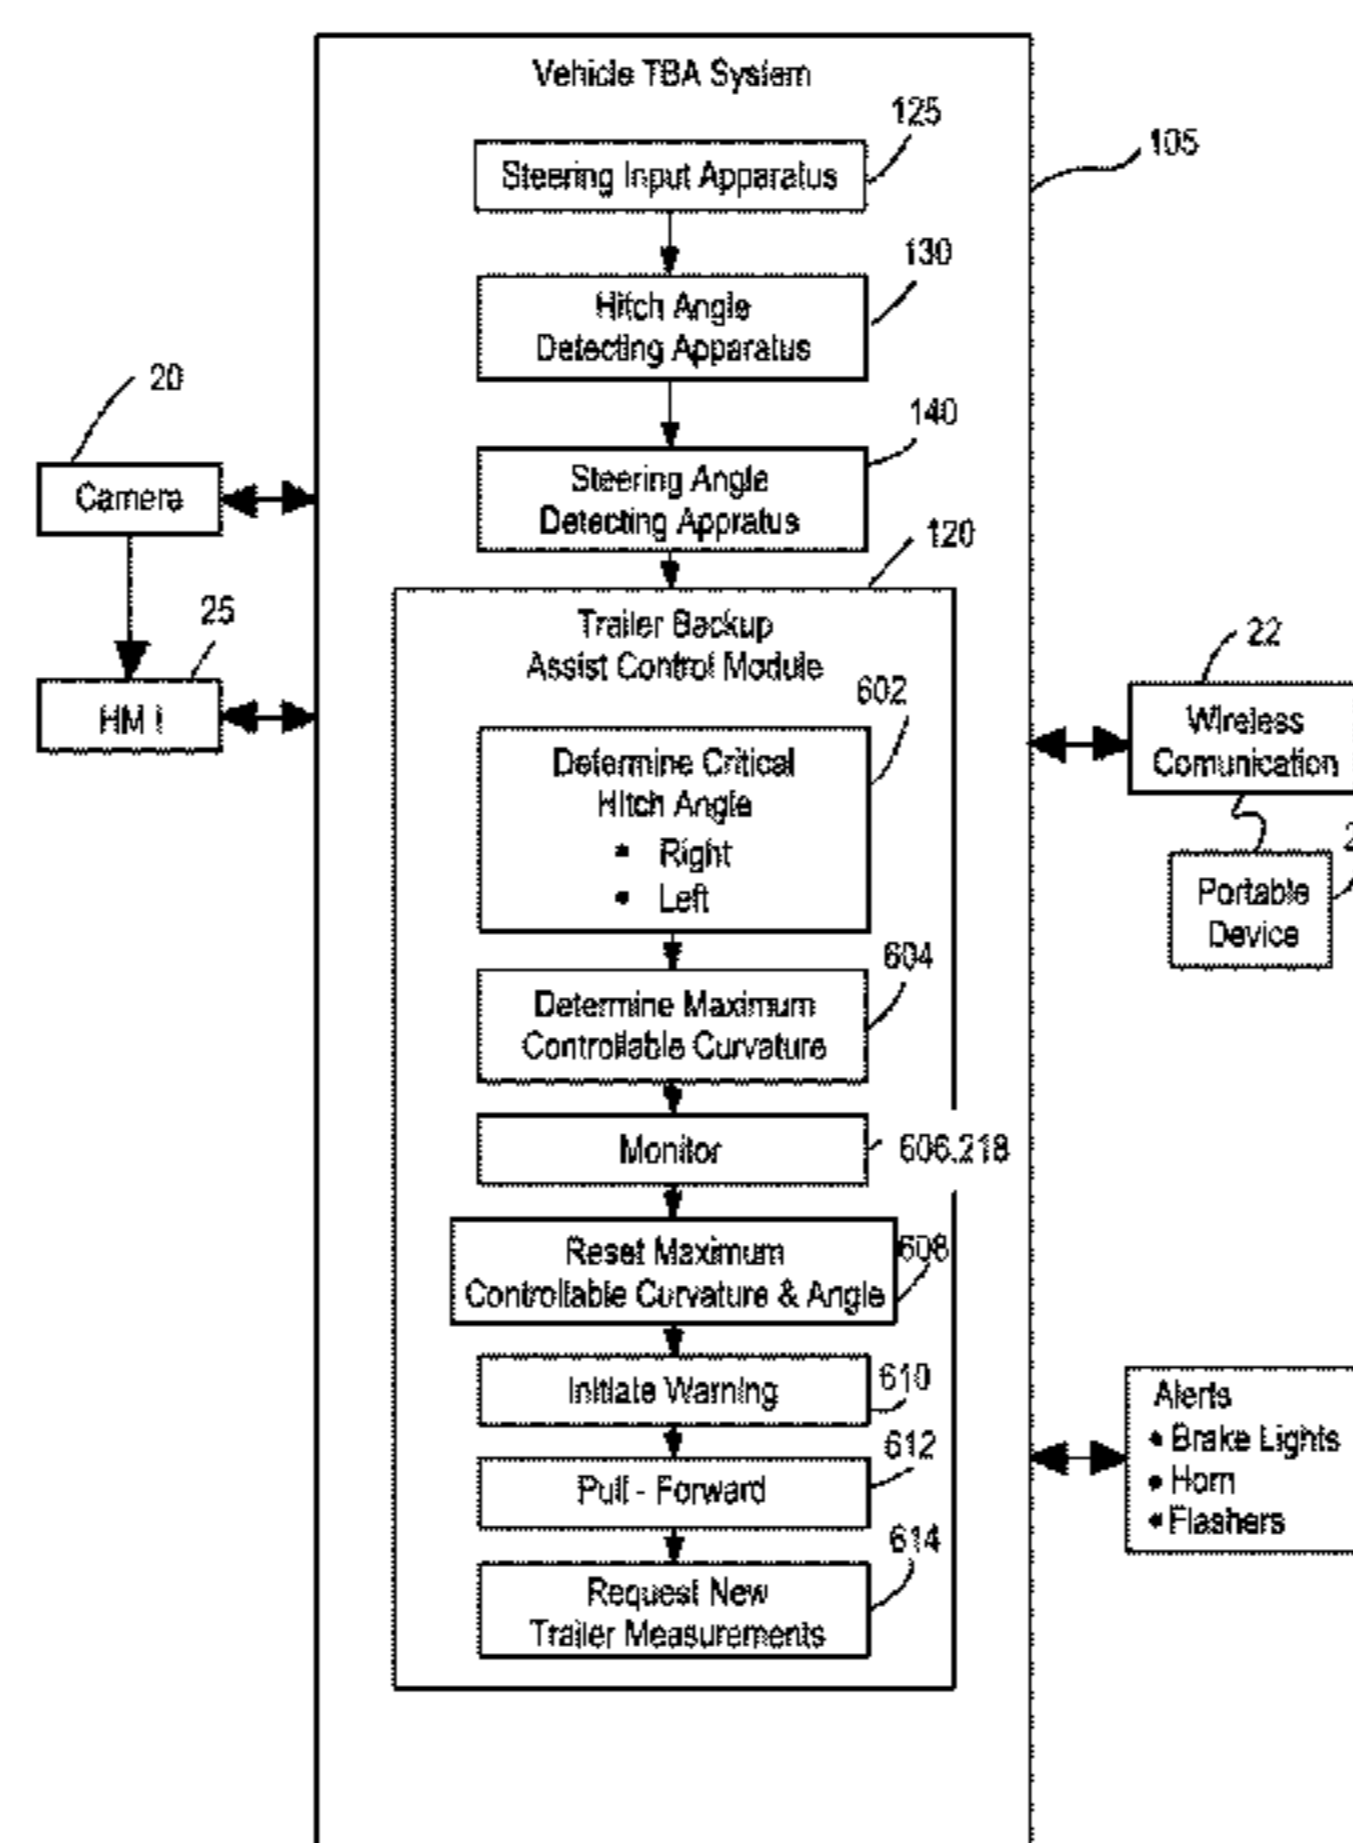 Vehicle TBA System
125
Steering Input Apparatus
105
130
Hitch Angle
Detecting Apparatus
20
140
Camera
Steering Angle
Detecting Appratus
120
25
HM I
Trailer Backup
Assist Control Module
22
Wireless
Comunication
602
Determine Critical
Hitch Angle
• Right
• Left
2
Portable
Device
604
Determine Maximum
Controllable Curvature
Monitor
606,218
Reset Maximum
Controllable Curvature & Angle
608
Initiate Warning
610
612
Pull - Forward
614
Request New
Trailer Measurements
Alerts
• Brake Lights
• Horn
• Flashers